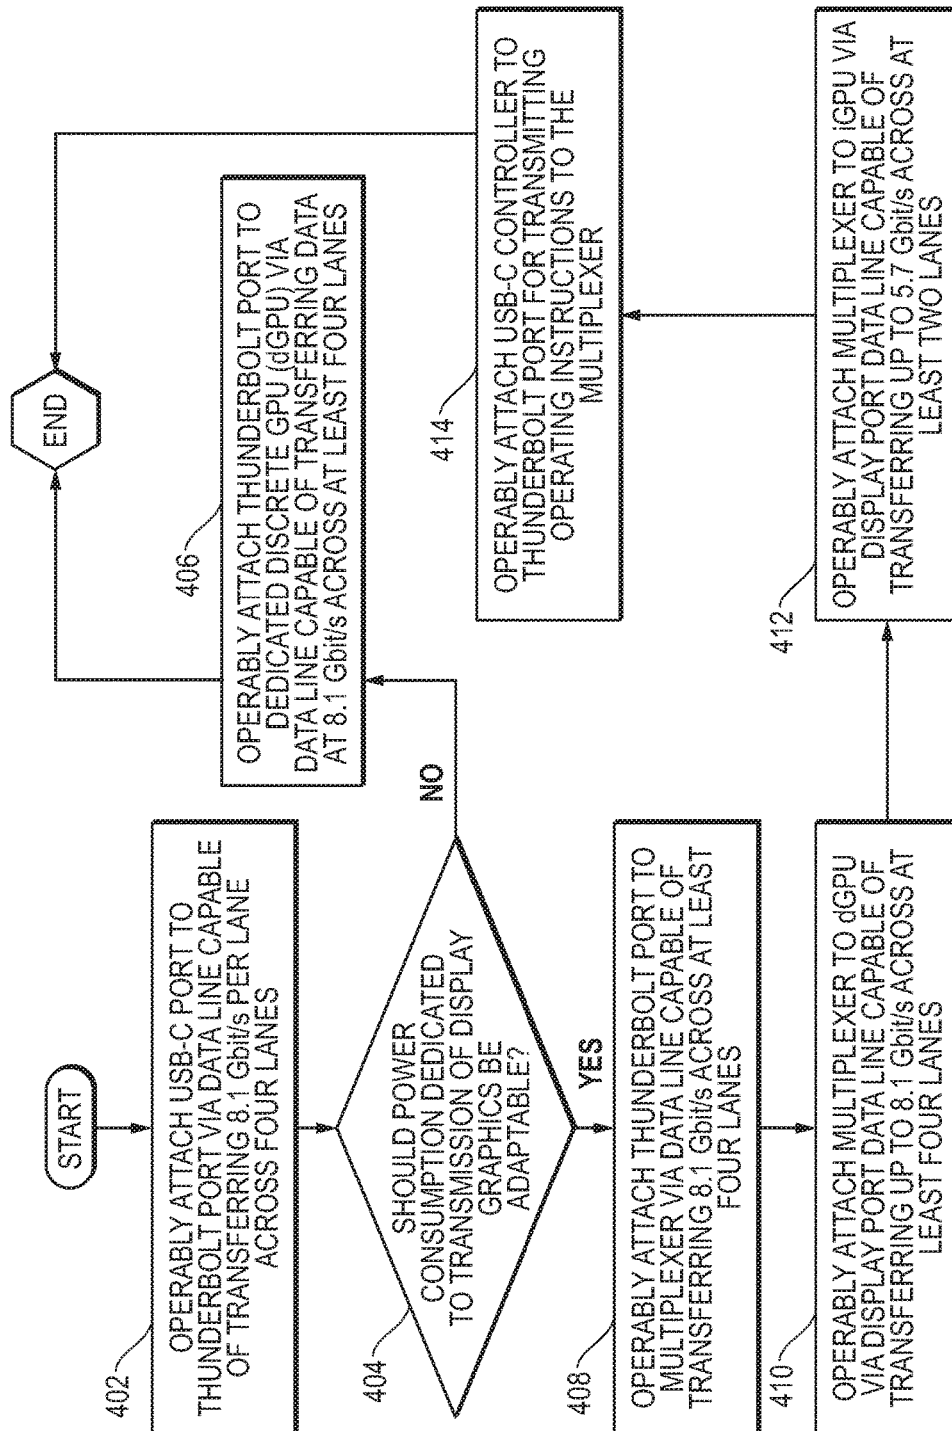 START
402
OPERABLY ATTACH USB-C PORT TO
THUNDERBOLT PORT VIA DATA LINE CAPABLE
OF TRANSFERRING 8.1 Gbit/s PER LANE
ACROSS FOUR LANES
404
SHOULD POWER
CONSUMPTION DEDICATED
TO TRANSMISSION OF DISPLAY
GRAPHICS BE
ADAPTABLE?
NO
406
OPERABLY ATTACH THUNDERBOLT PORT TO
DEDICATED DISCRETE GPU (dGPU) VIA
DATA LINE CAPABLE OF TRANSFERRING DATA
AT 8.1 Gbit/s ACROSS AT LEAST FOUR LANES
END
YES
408
OPERABLY ATTACH THUNDERBOLT PORT TO
MULTIPLEXER VIA DATA LINE CAPABLE OF
TRANSFERRING 8.1 Gbit/s ACROSS AT LEAST
FOUR LANES
410
OPERABLY ATTACH MULTIPLEXER TO dGPU
VIA DISPLAY PORT DATA LINE CAPABLE OF
TRANSFERRING UP TO 8.1 Gbit/s ACROSS AT
LEAST FOUR LANES
412
OPERABLY ATTACH MULTIPLEXER TO iGPU VIA
DISPLAY PORT DATA LINE CAPABLE OF
TRANSFERRING UP TO 5.7 Gbit/s ACROSS AT
LEAST TWO LANES
414
OPERABLY ATTACH USB-C CONTROLLER TO
THUNDERBOLT PORT FOR TRANSMITTING
OPERATING INSTRUCTIONS TO THE
MULTIPLEXER